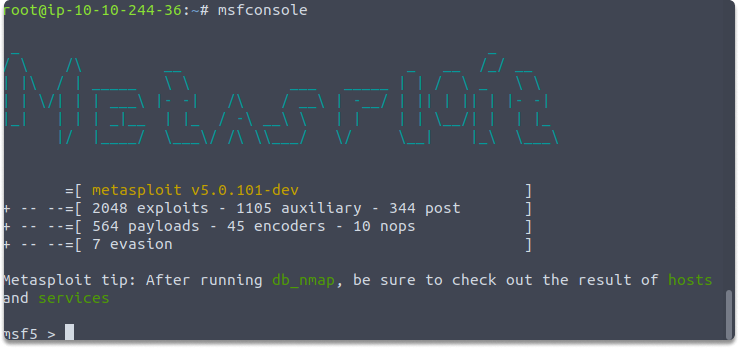 root@ip-10-10-244-36:~# msfconsole
METASPLOIT
=[ metasploit v5.0.101-dev ]
+ -- --=[ 2048 exploits - 1105 auxiliary - 344 post ]
+ -- --=[ 564 payloads - 45 encoders - 10 nops ]
+ -- --=[ 7 evasion ]
Metasploit tip: After running db_nmap, be sure to check out the result of hosts
and services
msf5 >